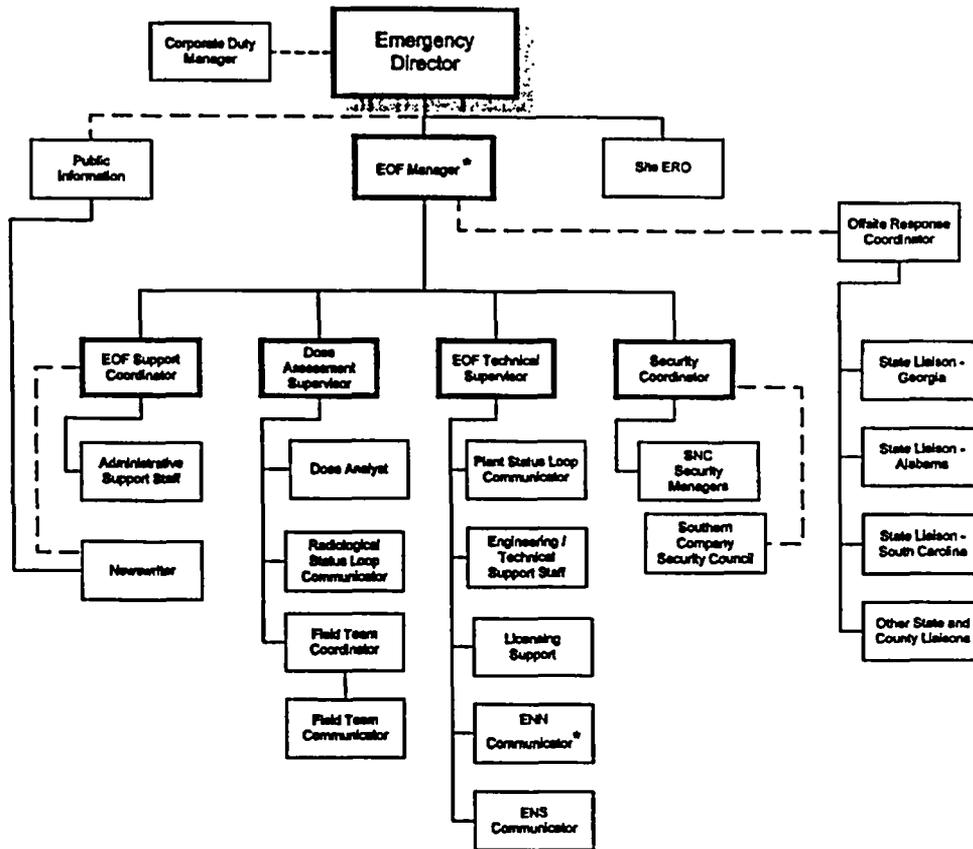 Emergency
Director
Corporate Duty
Manager
Public
Information
EOF Manager*
Site ERO
Offsite Response
Coordinator
EOF Support
Coordinator
Dose
Assessment
Supervisor
EOF Technical
Supervisor
Security
Coordinator
State Liaison -
Georgia
Administrative
Support Staff
Dose Analyst
Plant Status Loop
Communicator
SNC
Security
Managers
State Liaison -
Alabama
Newswriter
Radiological
Status Loop
Communicator
Engineering /
Technical
Support Staff
Southern
Company
Security Council
State Liaison -
South Carolina
Field Team
Coordinator
Licensing
Support
Other State and
County Liaisons
Field Team
Communicator
ENN
Communicator*
ENS
Communicator